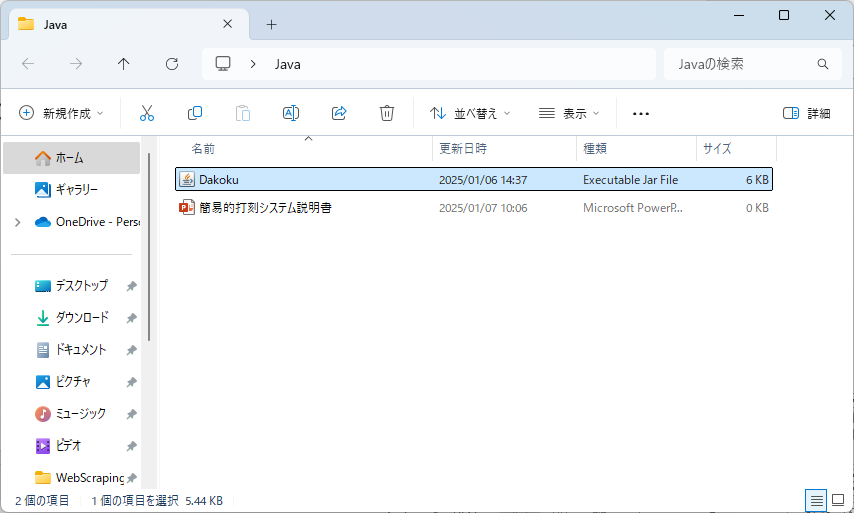 Java
Java
Javaの検索
新規作成
並べ替え
表示
詳細
名前
更新日時
種類
サイズ
ホーム
ギャラリー
OneDrive - Perso
デスクトップ
ダウンロード
ドキュメント
ピクチャ
ミュージック
ビデオ
WebScraping
Dakoku 2025/01/06 14:37 Executable Jar File 6 KB
簡易的打刻システム説明書 2025/01/07 10:06 Microsoft PowerP... 0 KB
2 個の項目 1 個の項目を選択 5.44 KB